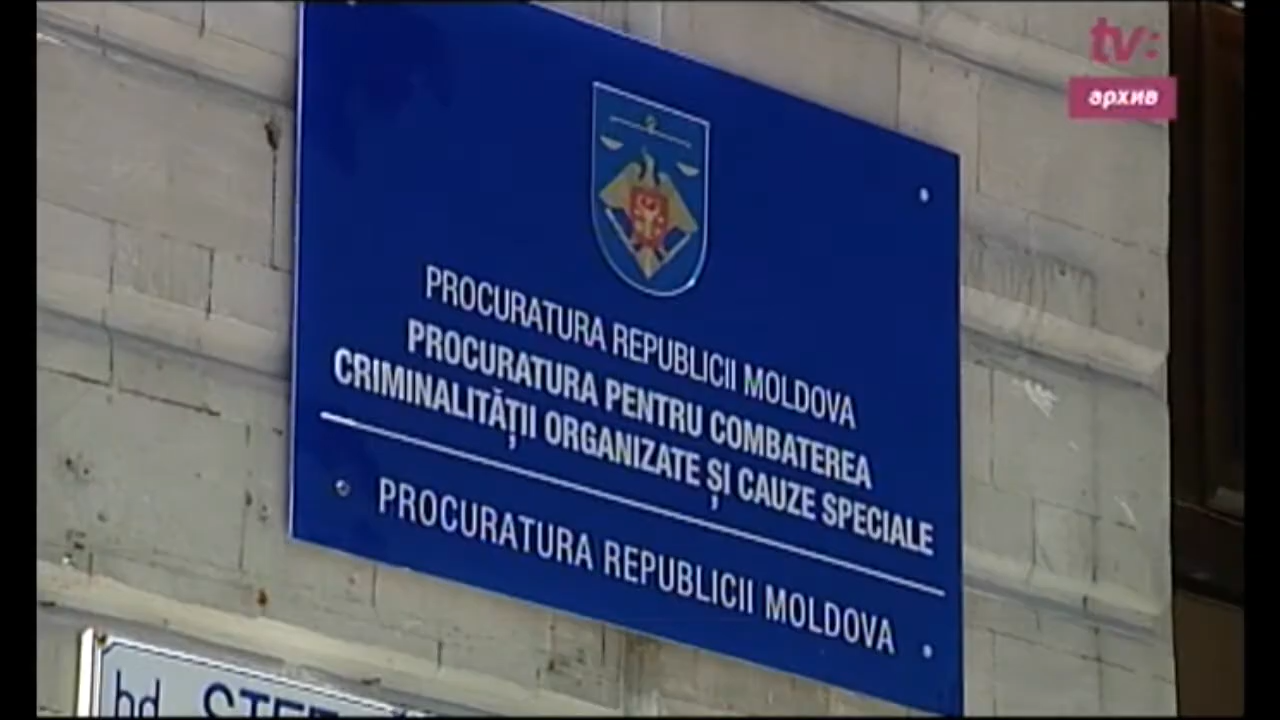 tv:
архив
PROCURATURA REPUBLICII MOLDOVA
PROCURATURA PENTRU COMBATEREA
CRIMINALITĂȚII ORGANIZATE ȘI CAUZE SPECIALE
PROCURATURA REPUBLICII MOLDOVA
bd